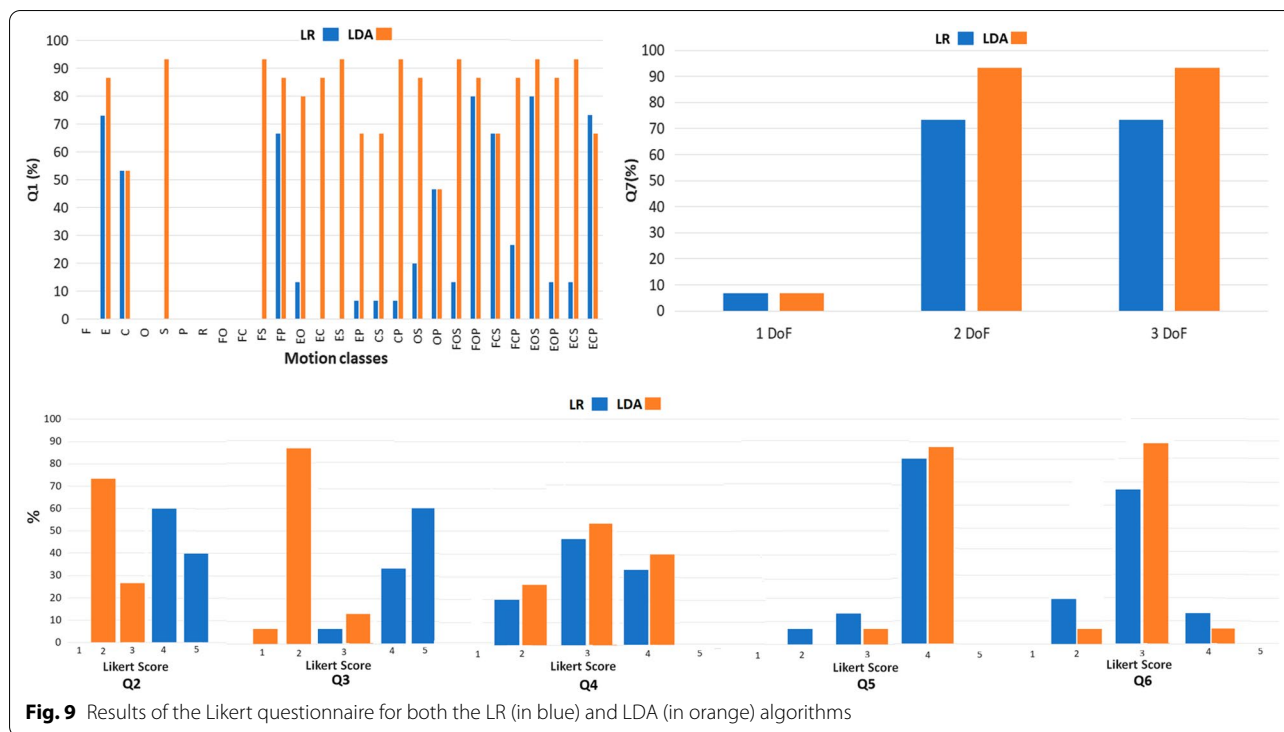 LR LDA
100
90
80
70
60
50
40
30
20
10
0
Q1 (%)
F E C O S P R FO FC FS FP EO EC ES EP CS CP OS OP FOS FOP FCS FCP EOS EOP ECS ECP
Motion classes
LR LDA
100
90
80
70
60
50
40
30
20
10
0
Q7(%)
1 DoF 2 DoF 3 DoF
LR LDA
100
90
80
70
60
50
40
30
20
10
0
%
1 2 3 4 5
Likert Score
Q2
1 2 3 4 5
Likert Score
Q3
1 2 3 4 5
Likert Score
Q4
1 2 3 4 5
Likert Score
Q5
1 2 3 4 5
Likert Score
Q6
Fig. 9 Results of the Likert questionnaire for both the LR (in blue) and LDA (in orange) algorithms